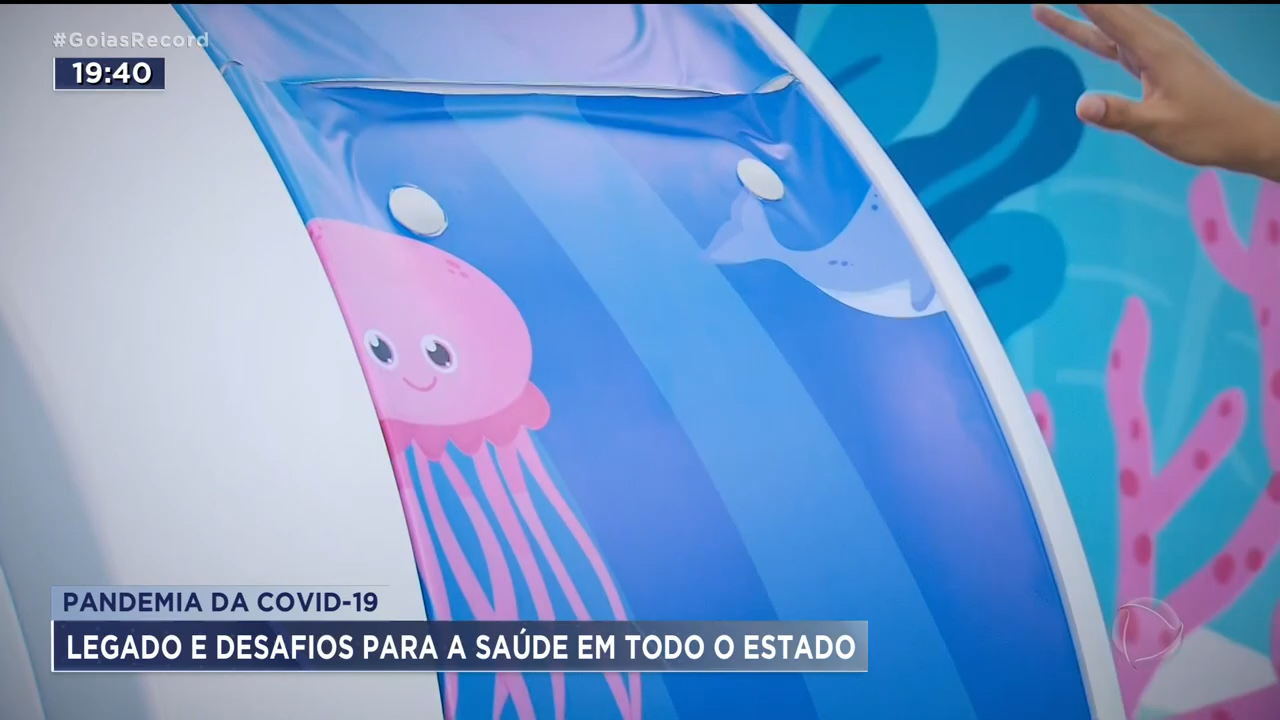 #GoiasRecord
19:40
PANDEMIA DA COVID-19
LEGADO E DESAFIOS PARA A SAÚDE EM TODO O ESTADO